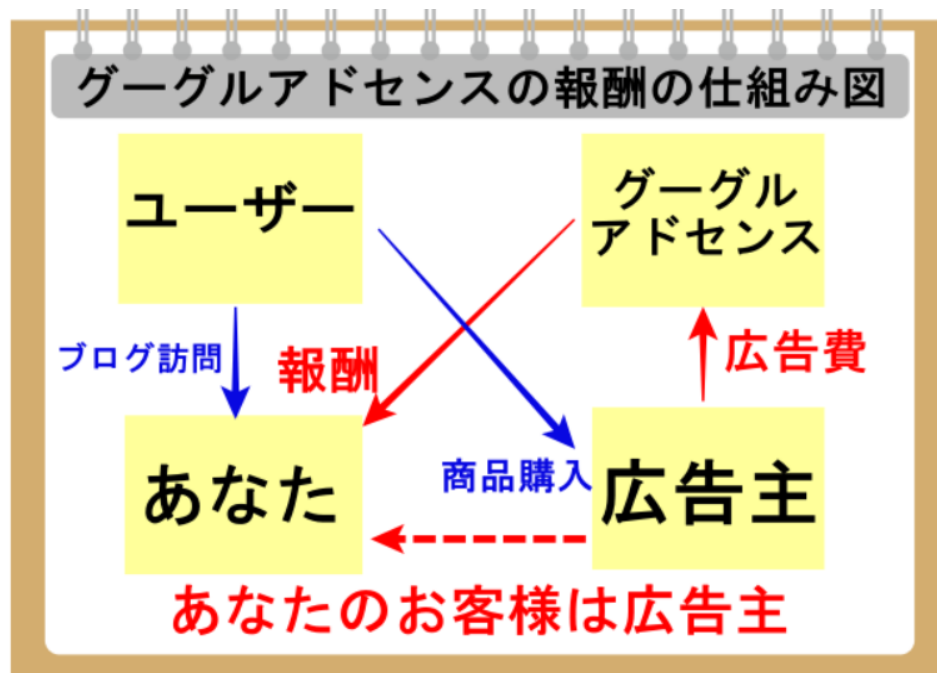 グーグルアドセンスの報酬の仕組み図
ユーザー
グーグル
アドセンス
ブログ訪問
報酬
広告費
あなた
商品購入
広告主
あなたのお客様は広告主